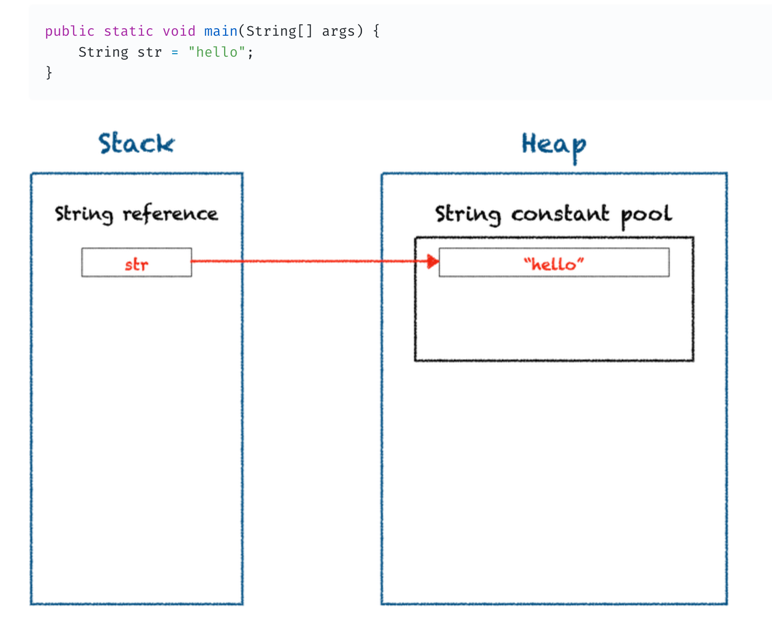 public static void main(String[] args) {
    String str = "hello";
}
Stack
Heap
String reference
String constant pool
str
“hello”